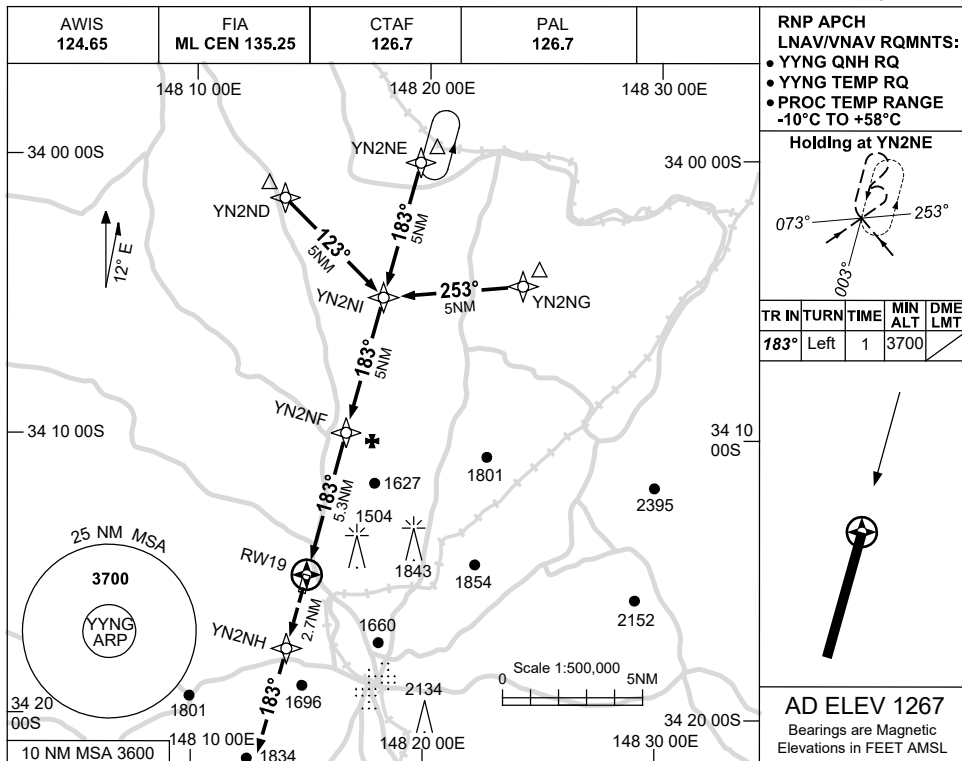 AWIS
124.65
FIA
ML CEN 135.25
CTAF
126.7
PAL
126.7
RNP APCH
LNAV/VNAV RQMNTS:
• YYNG QNH RQ
• YYNG TEMP RQ
• PROC TEMP RANGE
-10°C TO +58°C
148 10 00E
148 20 00E
148 30 00E
34 00 00S
34 00 00S
YN2NE
YN2ND
183°
5NM
123°
5NM
12° E
YN2NI
253°
5NM
YN2NG
183°
5NM
YN2NF
34 10 00S
34 10
00S
1801
1627
2395
183°
5.3NM
1504
1843
25 NM MSA
3700
YYNG
ARP
RW19
1854
2152
2.7NM
1660
YN2NH
Scale 1:500,000
0
5NM
183°
1696
2134
1801
34 20
00S
34 20 00S
148 10 00E
148 20 00E
148 30 00E
10 NM MSA 3600
1834
Holding at YN2NE
073°
253°
003°
TR IN
TURN
TIME
MIN
ALT
DME
LMT
183°
Left
1
3700
AD ELEV 1267
Bearings are Magnetic
Elevations in FEET AMSL